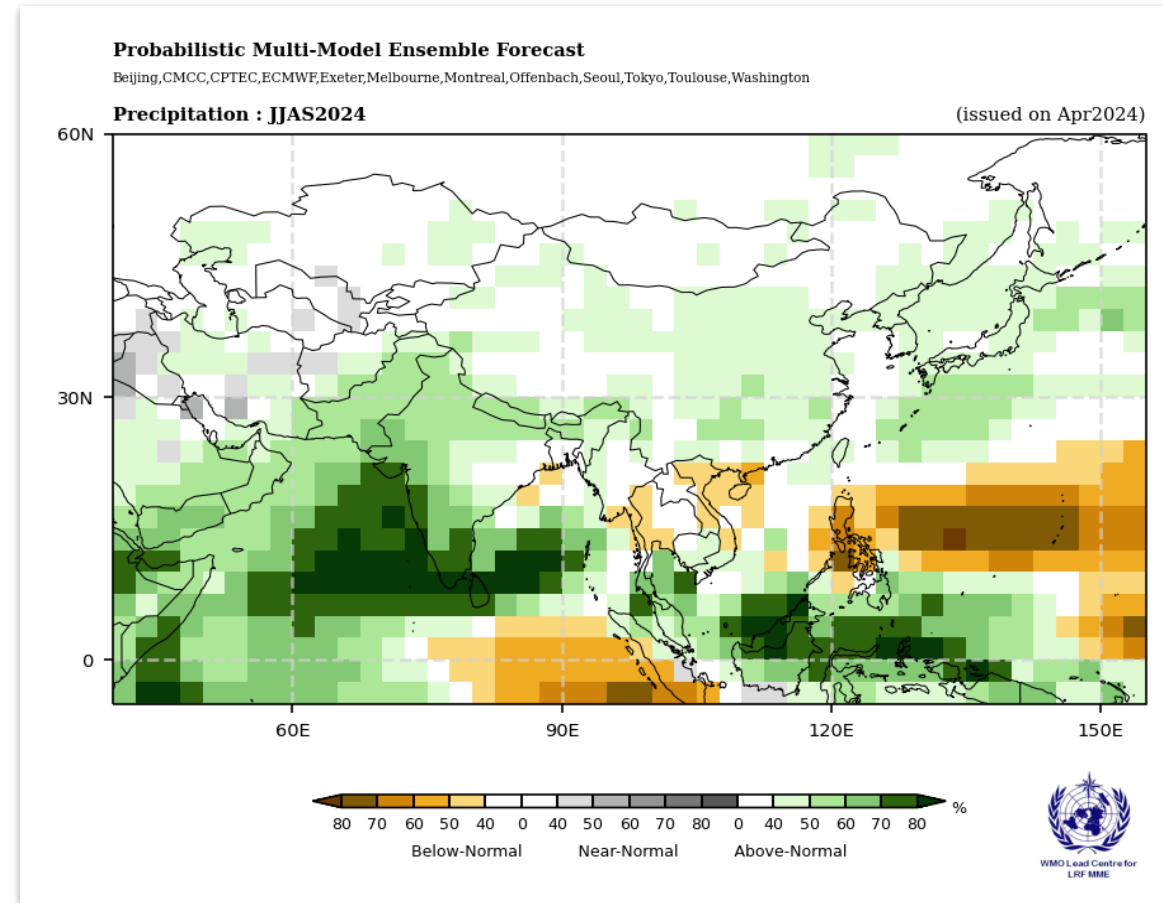 Probabilistic Multi-Model Ensemble Forecast
Beijing,CMCC,CPTEC,ECMWF,Exeter,Melbourne,Montreal,Offenbach,Seoul,Tokyo,Toulouse,Washington
Precipitation : JJAS2024 (issued on Apr2024)
60N
30N
0
60E 90E 120E 150E
%
80 70 60 50 40 0 40 50 60 70 80 0 40 50 60 70 80
Below-Normal Near-Normal Above-Normal
WMO Lead Centre for
LRF MME